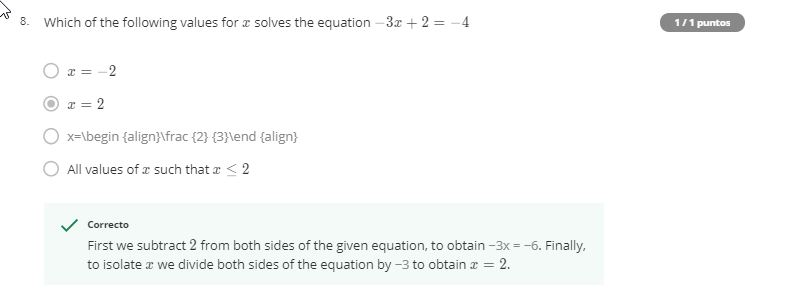 8. Which of the following values for x solves the equation −3x + 2 = −4
1 / 1 puntos
x = −2
x = 2
x=\begin {align}\frac {2} {3}\end {align}
All values of x such that x ≤ 2
Correcto
First we subtract 2 from both sides of the given equation, to obtain −3x = −6. Finally,
to isolate x we divide both sides of the equation by −3 to obtain x = 2.